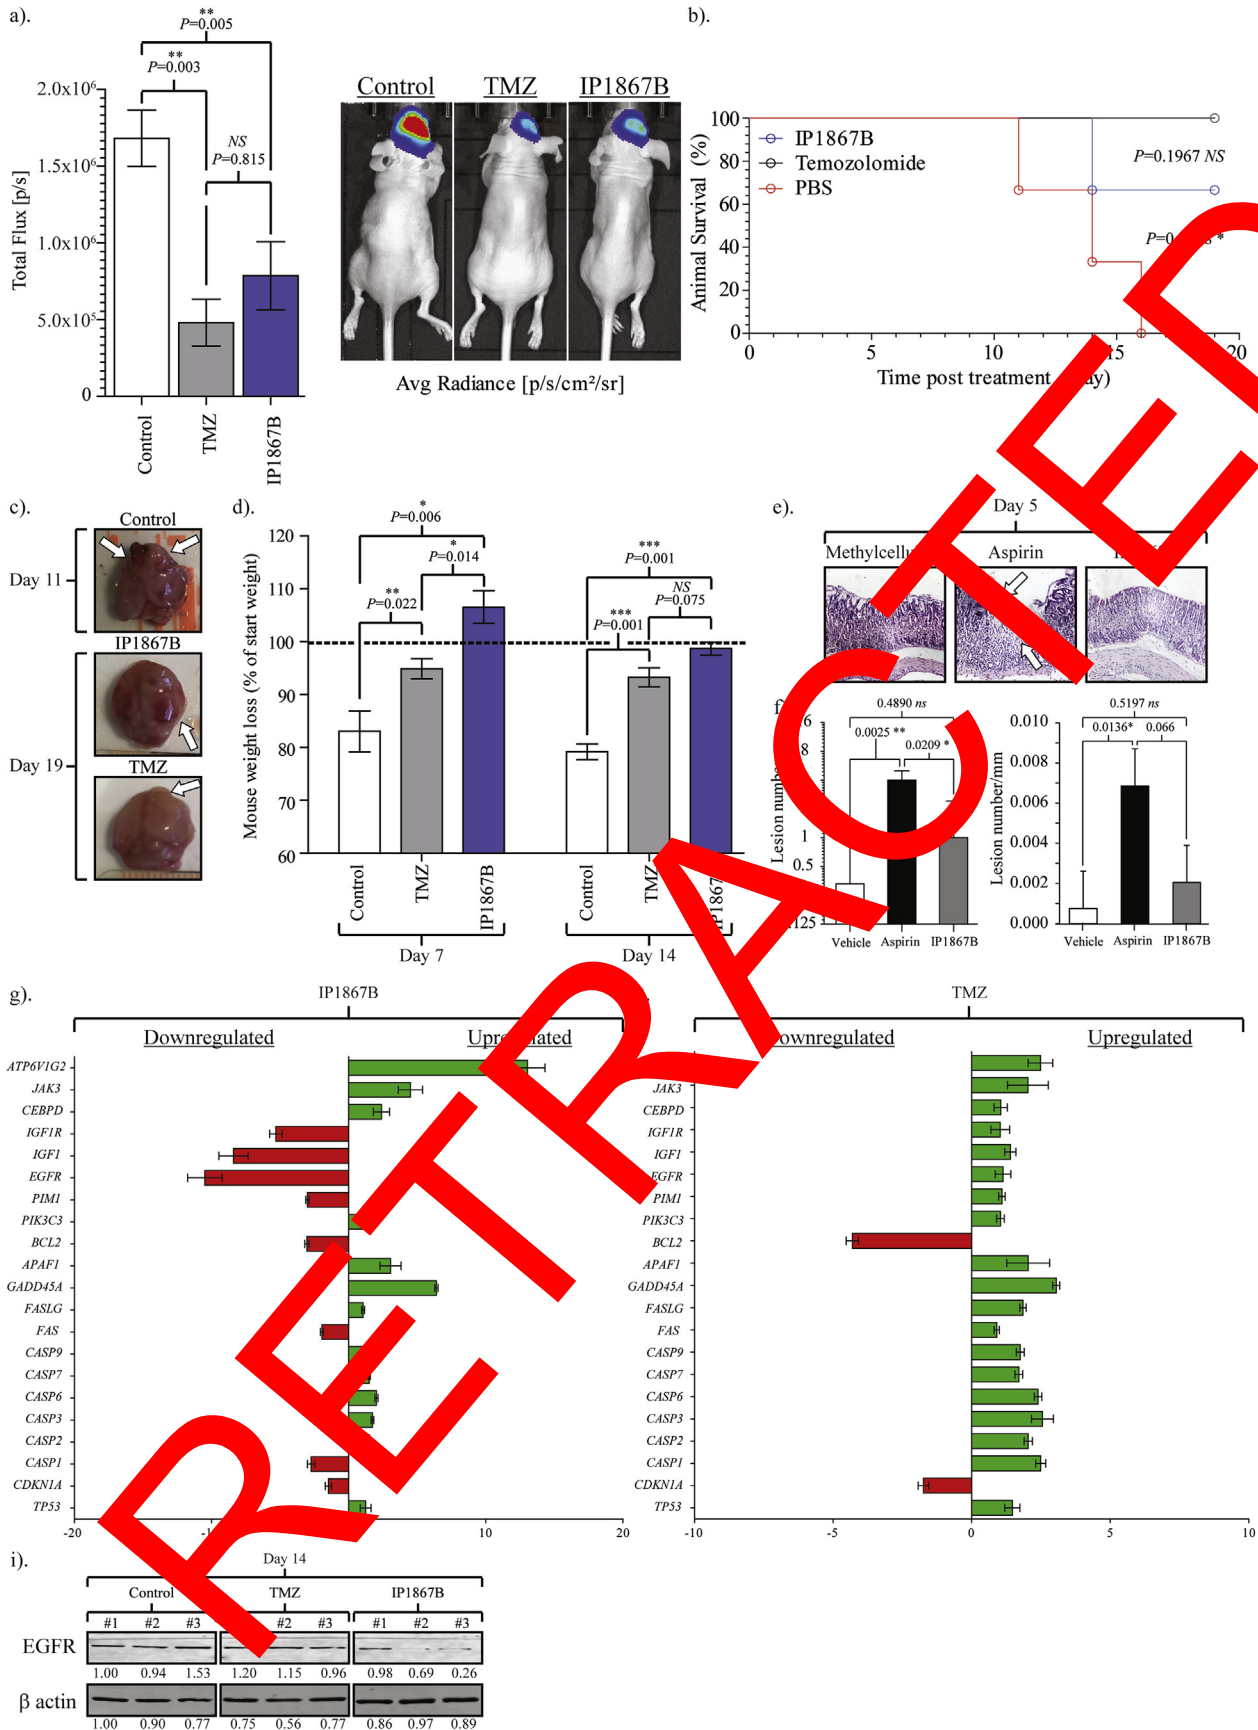 a).
**
P=0.005
**
P=0.003
NS
P=0.815
2.0x10⁶
1.5x10⁶
1.0x10⁶
5.0x10⁵
0
Total Flux [p/s]
Control
TMZ
IP1867B
Control TMZ IP1867B
Avg Radiance [p/s/cm²/sr]
b).
IP1867B
Temozolomide
PBS
P=0.1967 NS
*
Animal Survival (%)
100
80
60
40
20
0
0 5 10 15 20
Time post treatment
c).
Control
Day 11
IP1867B
Day 19
TMZ
d).
*
P=0.006
*
P=0.014
**
P=0.022
***
P=0.001
NS
P=0.075
***
P=0.001
Mouse weight loss (% of start weight)
120
110
100
90
80
70
60
Control
TMZ
IP1867B
Control
TMZ
Day 7
Day 14
e).
Day 5
Aspirin
0.4890 ns
0.0025 **
0.0209 *
Lesion number
1
0.5
Vehicle Aspirin IP1867B
0.5197 ns
0.0136*
0.066
Lesion number/mm
0.010
0.008
0.006
0.004
0.002
0.000
Vehicle Aspirin IP1867B
g).
IP1867B
Downregulated Upregulated
ATP6V1G2
JAK3
CEBPD
IGF1R
IGF1
EGFR
PIM1
PIK3C3
BCL2
APAF1
GADD45A
FASLG
FAS
CASP9
CASP7
CASP6
CASP3
CASP2
CASP1
CDKN1A
TP53
-20 10 20
TMZ
Upregulated
JAK3
CEBPD
IGF1R
IGF1
EGFR
PIM1
PIK3C3
BCL2
APAF1
GADD45A
FASLG
FAS
CASP9
CASP7
CASP6
CASP3
CASP2
CASP1
CDKN1A
TP53
-10 -5 0 5 10
i).
Day 14
Control TMZ IP1867B
#1 #2 #3 #2 #3 #1 #2 #3
EGFR
1.00 0.94 1.53 1.20 1.15 0.96 0.98 0.69 0.26
β actin
1.00 0.90 0.77 0.75 0.56 0.77 0.86 0.97 0.89
RETRACTED